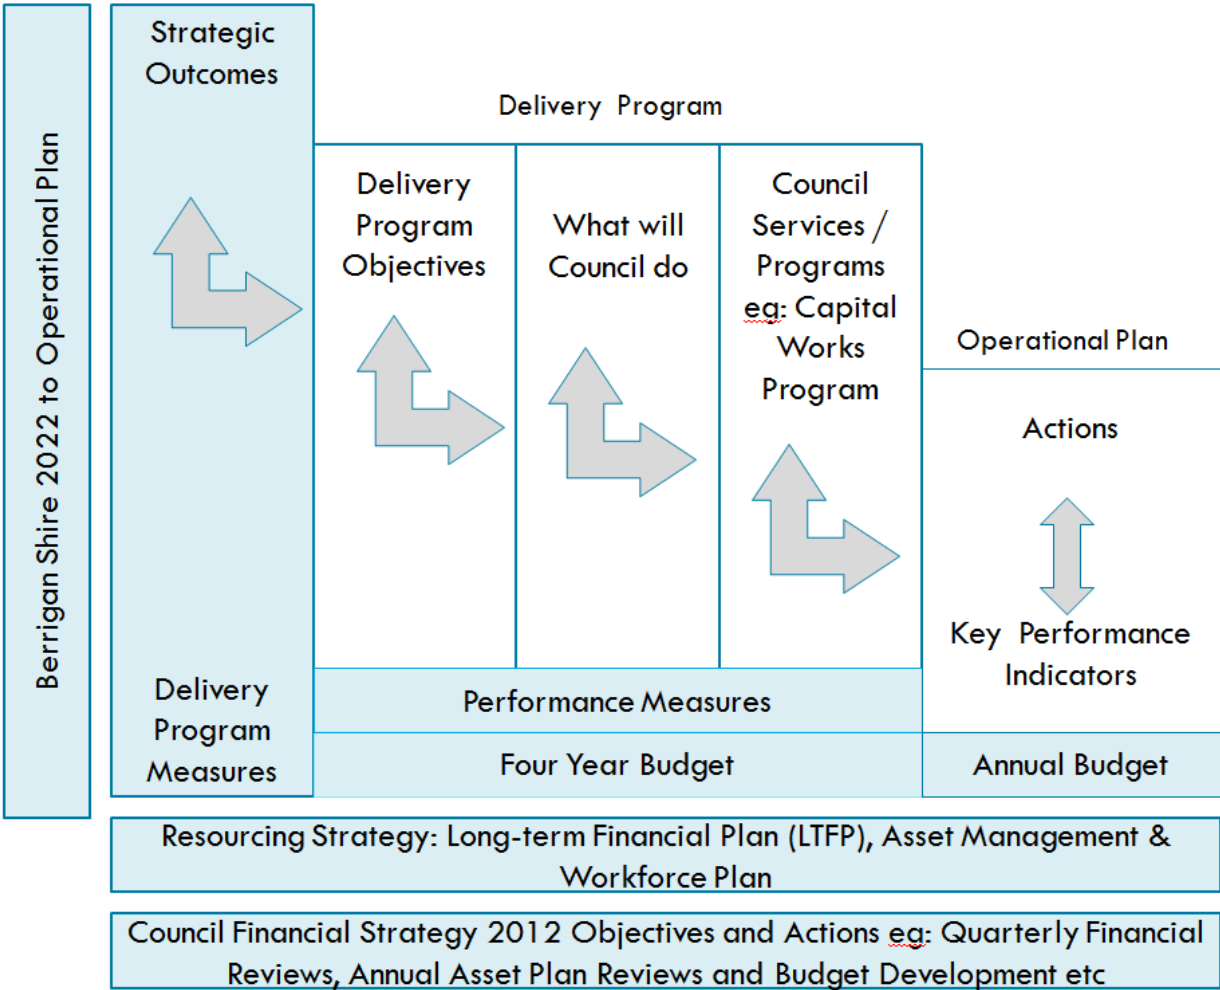 Berrigan Shire 2022 to Operational Plan
Strategic
Outcomes
Delivery
Program
Measures
Delivery Program
Delivery
Program
Objectives
What will
Council do
Council
Services /
Programs
eg: Capital
Works
Program
Performance Measures
Four Year Budget
Operational Plan
Actions
Key Performance
Indicators
Annual Budget
Resourcing Strategy: Long-term Financial Plan (LTFP), Asset Management &
Workforce Plan
Council Financial Strategy 2012 Objectives and Actions eg: Quarterly Financial
Reviews, Annual Asset Plan Reviews and Budget Development etc